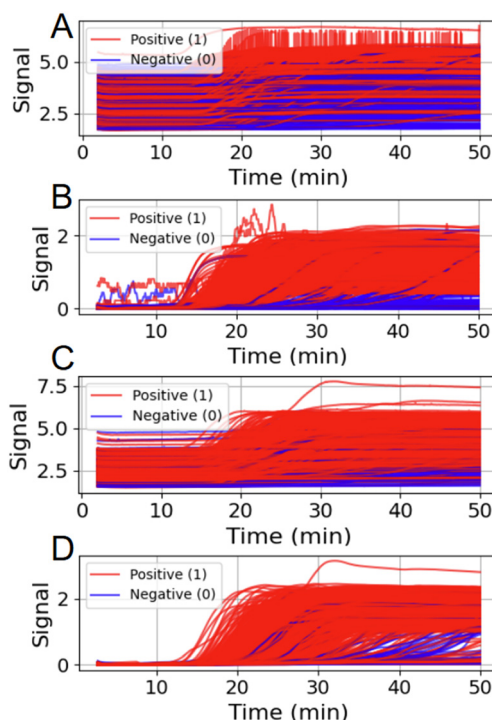 A
Signal
5.0
2.5
Positive (1)
Negative (0)
0 10 20 30 40 50
Time (min)
B
Signal
2
0
Positive (1)
Negative (0)
10 20 30 40 50
Time (min)
C
Signal
7.5
5.0
2.5
Positive (1)
Negative (0)
0 10 20 30 40 50
Time (min)
D
Signal
2
0
Positive (1)
Negative (0)
10 20 30 40 50
Time (min)